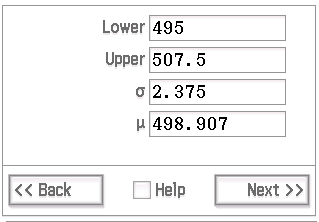 Lower 495
Upper 507.5
σ 2.375
μ 498.907
<< Back Help Next >>